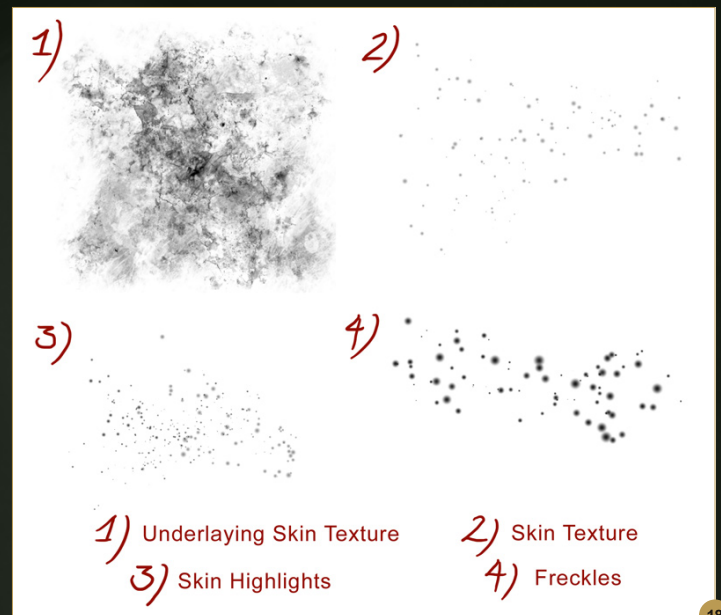 1)
2)
3)
4)
1) Underlaying Skin Texture
2) Skin Texture
3) Skin Highlights
4) Freckles